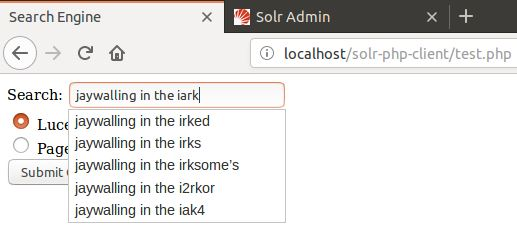 Search Engine
Solr Admin
localhost/solr-php-client/test.php
Search: jaywalling in the iark
Luce
jaywalling in the irked
Page
jaywalling in the irks
jaywalling in the irksome's
Submit
jaywalling in the i2rkor
jaywalling in the iak4